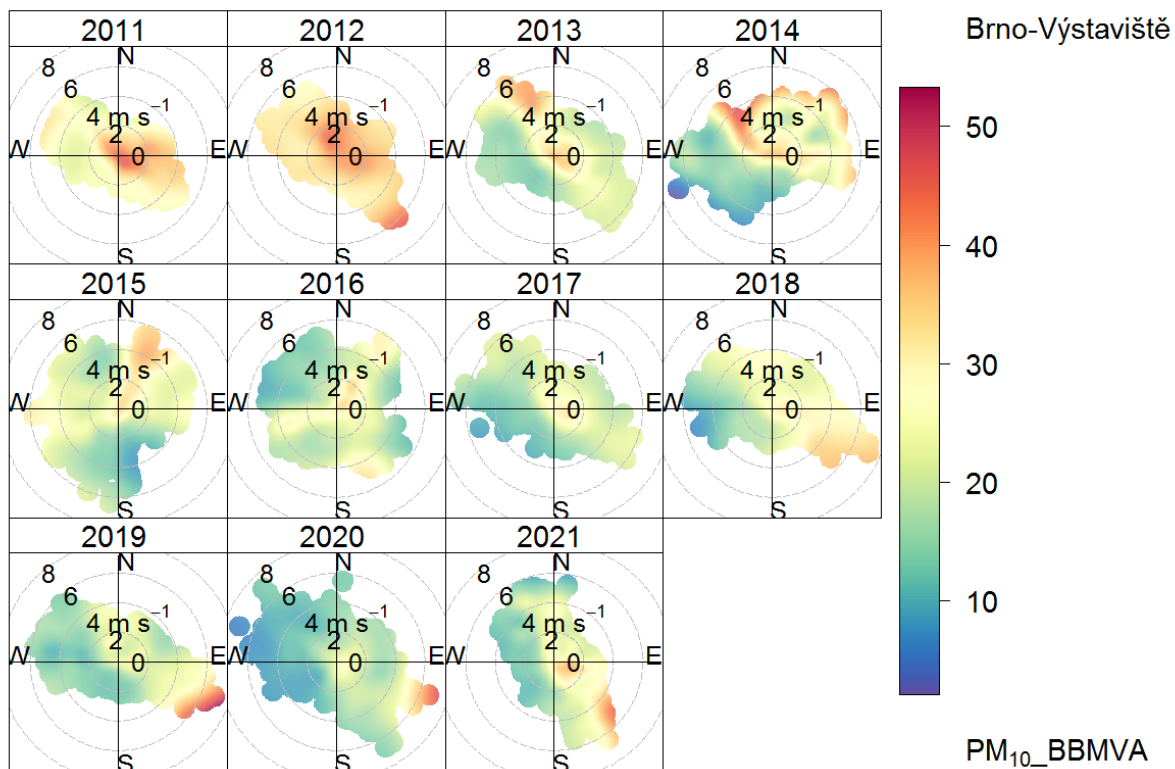 Brno-Výstaviště
2011 2012 2013 2014
N N N N
8 8 8 8
6 6 6 6
4 m s⁻¹ 4 m s⁻¹ 4 m s⁻¹ 4 m s⁻¹
2 2 2 2
W 0 E W 0 E W 0 E W 0 E
S S S S
2015 2016 2017 2018
N N N N
8 8 8 8
6 6 6 6
4 m s⁻¹ 4 m s⁻¹ 4 m s⁻¹ 4 m s⁻¹
2 2 2 2
W 0 E W 0 E W 0 E W 0 E
S S S S
2019 2020 2021
N N N
8 8 8
6 6 6
4 m s⁻¹ 4 m s⁻¹ 4 m s⁻¹
2 2 2
W 0 E W 0 E W 0 E
S S S
50
40
30
20
10
PM₁₀_BBMVA